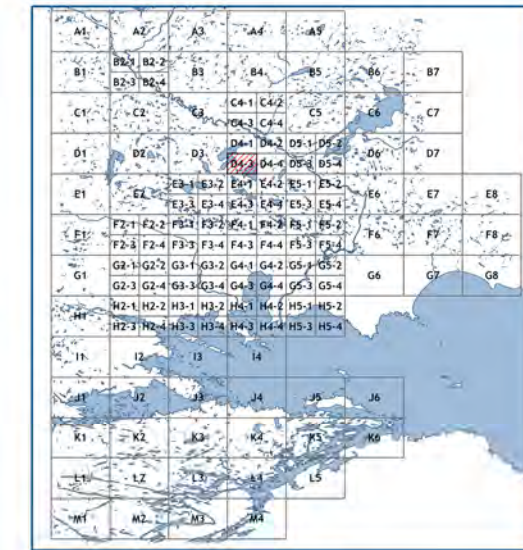 A1 A2 A3 A4 A5
B2-1 B2-2
B1 B3 B4 B5 B6 B7
B2-3 B2-4
C4-1 C4-2
C1 C2 C3 C5 C6 C7
C4-3 C4-4
D4-1 D4-2 D5-1 D5-2
D1 D2 D3 D6 D7
D4-3 D4-4 D5-3 D5-4
E3-1 E3-2 E4-1 E4-2 E5-1 E5-2
E1 E2 E6 E7 E8
E3-3 E3-4 E4-3 E4-4 E5-3 E5-4
F2-1 F2-2 F3-1 F3-2 F4-1 F4-2 F5-1 F5-2
F1 F6 F7 F8
F2-3 F2-4 F3-3 F3-4 F4-3 F4-4 F5-3 F5-4
G2-1 G2-2 G3-1 G3-2 G4-1 G4-2 G5-1 G5-2
G1 G6 G7 G8
G2-3 G2-4 G3-3 G3-4 G4-3 G4-4 G5-3 G5-4
H2-1 H2-2 H3-1 H3-2 H4-1 H4-2 H5-1 H5-2
H1
H2-3 H2-4 H3-3 H3-4 H4-3 H4-4 H5-3 H5-4
I1 I2 I3 I4
J1 J2 J3 J4 J5 J6
K1 K2 K3 K4 K5 K6
L1 L2 L3 L4 L5
M1 M2 M3 M4